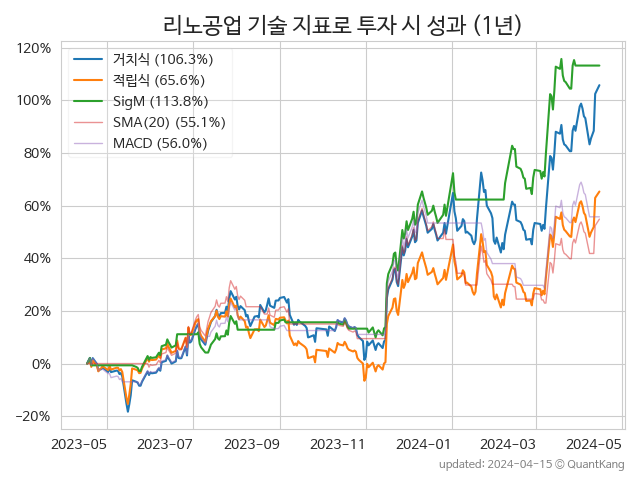 리노공업 기술 지표로 투자 시 성과 (1년)
120%
100%
80%
60%
40%
20%
0%
−20%
거치식 (106.3%)
적립식 (65.6%)
SigM (113.8%)
SMA(20) (55.1%)
MACD (56.0%)
2023-05 2023-07 2023-09 2023-11 2024-01 2024-03 2024-05
updated: 2024-04-15 © QuantKang